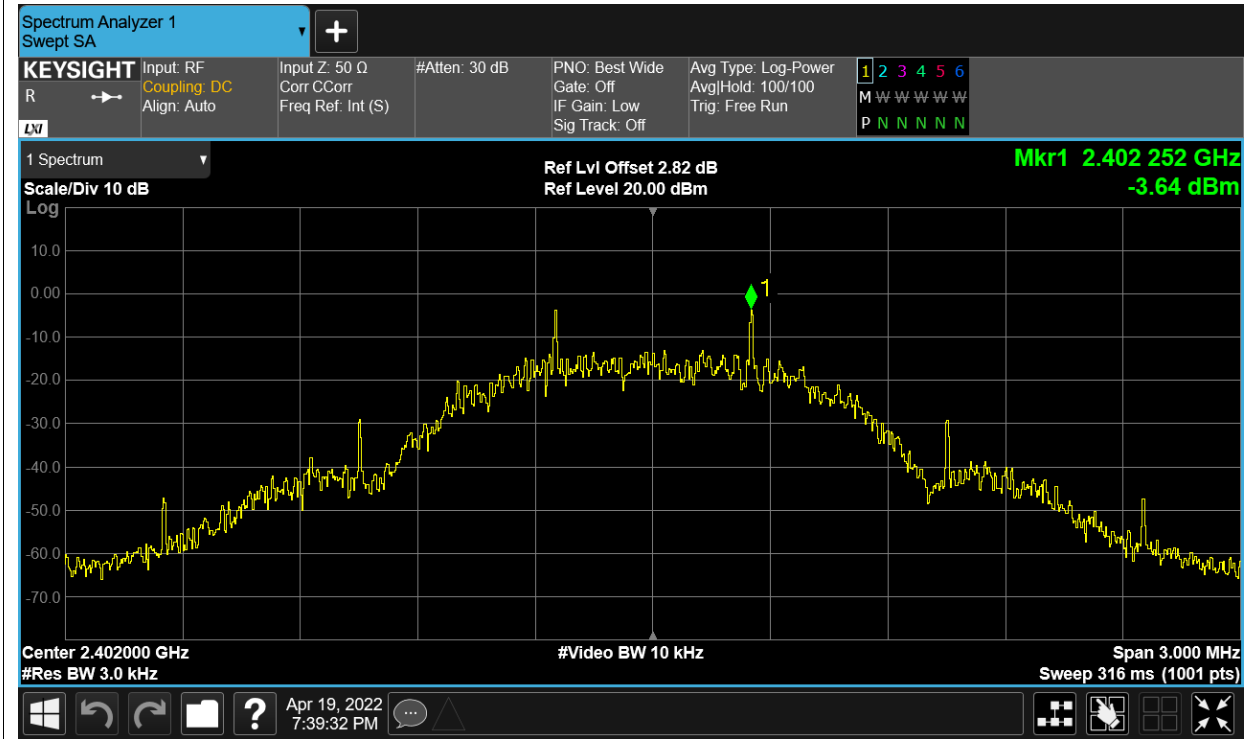 Spectrum Analyzer 1
Swept SA
+
KEYSIGHT
R
LXI
Input: RF
Coupling: DC
Align: Auto
Input Z: 50 Ω
Corr CCorr
Freq Ref: Int (S)
#Atten: 30 dB
PNO: Best Wide
Gate: Off
IF Gain: Low
Sig Track: Off
Avg Type: Log-Power
Avg|Hold: 100/100
Trig: Free Run
1 2 3 4 5 6
M W W W W W
P N N N N N
1 Spectrum
Scale/Div 10 dB
Log
Ref Lvl Offset 2.82 dB
Ref Level 20.00 dBm
Mkr1 2.402 252 GHz
-3.64 dBm
10.0
0.00
-10.0
-20.0
-30.0
-40.0
-50.0
-60.0
-70.0
1
Center 2.402000 GHz
#Res BW 3.0 kHz
#Video BW 10 kHz
Span 3.000 MHz
Sweep 316 ms (1001 pts)
?
Apr 19, 2022
7:39:32 PM